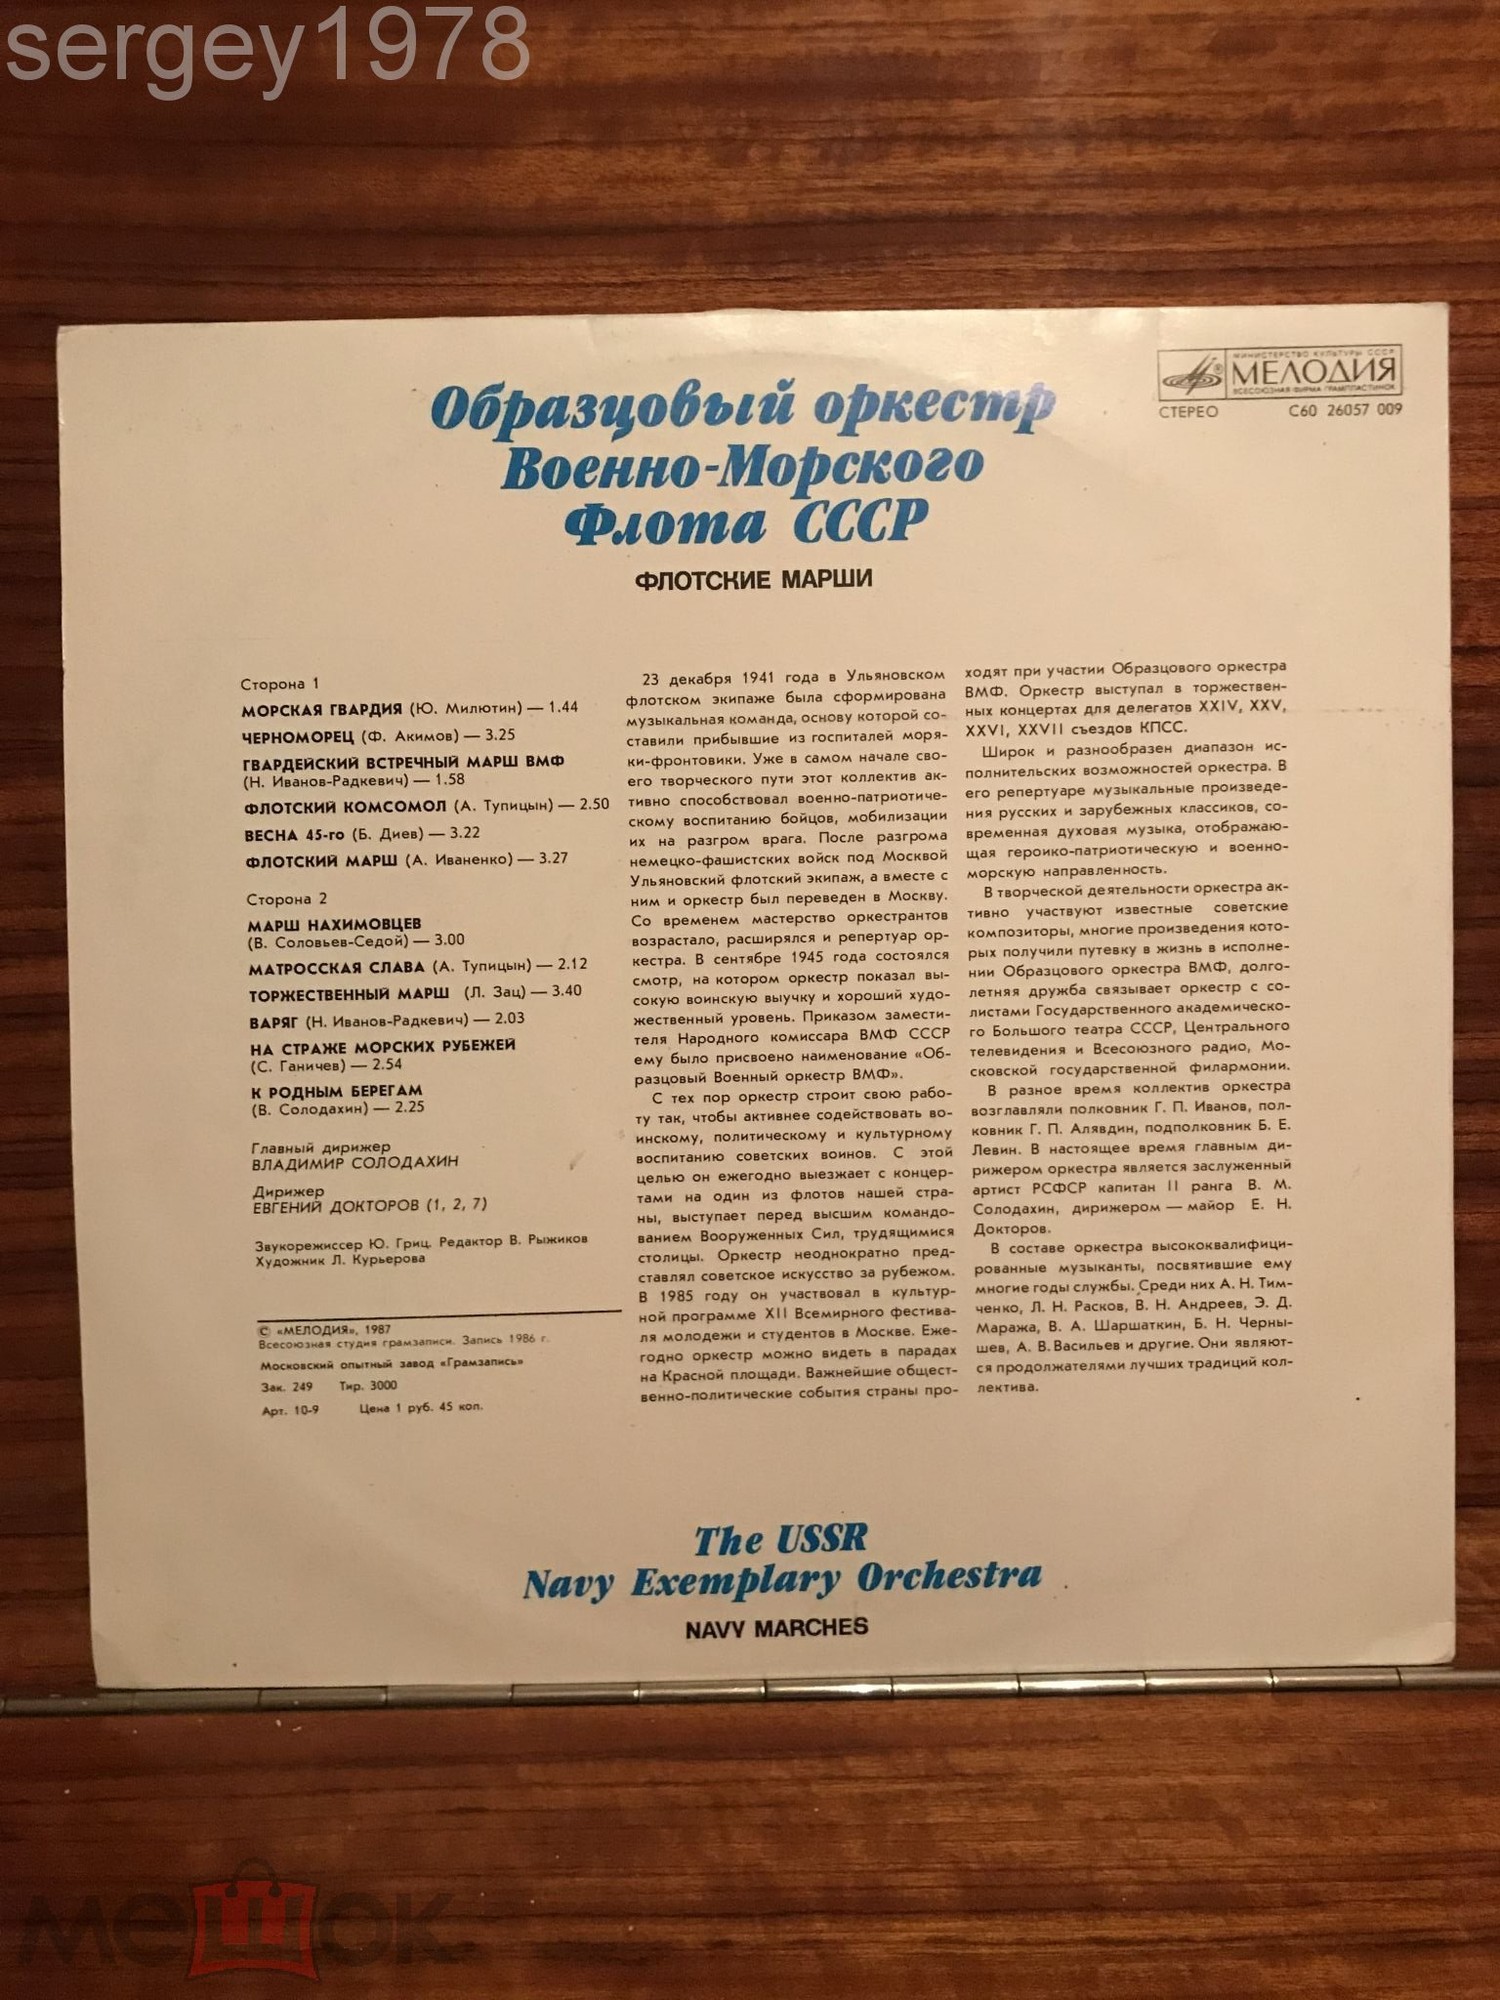 sergey1978
МИНИСТЕРСТВО КУЛЬТУРЫ СССР
МЕЛОДИЯ
ВСЕСОЮЗНАЯ ФИРМА ГРАМПЛАСТИНОК
СТЕРЕО С60 26057 009
Образцовый оркестр
Военно-Морского
Флота СССР
ФЛОТСКИЕ МАРШИ
Сторона 1
МОРСКАЯ ГВАРДИЯ (Ю. Милютин) — 1.44
ЧЕРНОМОРЕЦ (Ф. Акимов) — 3.25
ГВАРДЕЙСКИЙ ВСТРЕЧНЫЙ МАРШ ВМФ
(Н. Иванов-Радкевич) — 1.58
ФЛОТСКИЙ КОМСОМОЛ (А. Тупицын) — 2.50
ВЕСНА 45-го (Б. Диев) — 3.22
ФЛОТСКИЙ МАРШ (А. Иваненко) — 3.27
Сторона 2
МАРШ НАХИМОВЦЕВ
(В. Соловьев-Седой) — 3.00
МАТРОССКАЯ СЛАВА (А. Тупицын) — 2.12
ТОРЖЕСТВЕННЫЙ МАРШ (Л. Зац) — 3.40
ВАРЯГ (Н. Иванов-Радкевич) — 2.03
НА СТРАЖЕ МОРСКИХ РУБЕЖЕЙ
(С. Ганичев) — 2.54
К РОДНЫМ БЕРЕГАМ
(В. Солодахин) — 2.25
Главный дирижер
ВЛАДИМИР СОЛОДАХИН
Дирижер
ЕВГЕНИЙ ДОКТОРОВ (1, 2, 7)
Звукорежиссер Ю. Гриц. Редактор В. Рыжиков
Художник Л. Курьерова
© «МЕЛОДИЯ», 1987
Всесоюзная студия грамзаписи. Запись 1986 г.
Московский опытный завод «Грамзапись»
Зак. 249 Тир. 3000
Арт. 10-9 Цена 1 руб. 45 коп.
23 декабря 1941 года в Ульяновском
флотском экипаже была сформирована
музыкальная команда, основу которой со-
ставили прибывшие из госпиталей моря-
ки-фронтовики. Уже в самом начале сво-
его творческого пути этот коллектив ак-
тивно способствовал военно-патриотиче-
скому воспитанию бойцов, мобилизации
их на разгром врага. После разгрома
немецко-фашистских войск под Москвой
Ульяновский флотский экипаж, а вместе с
ним и оркестр был переведен в Москву.
Со временем мастерство оркестрантов
возрастало, расширялся и репертуар ор-
кестра. В сентябре 1945 года состоялся
смотр, на котором оркестр показал вы-
сокую воинскую выучку и хороший худо-
жественный уровень. Приказом замести-
теля Народного комиссара ВМФ СССР
ему было присвоено наименование «Об-
разцовый Военный оркестр ВМФ».
С тех пор оркестр строит свою рабо-
ту так, чтобы активнее содействовать во-
инскому, политическому и культурному
воспитанию советских воинов. С этой
целью он ежегодно выезжает с концер-
тами на один из флотов нашей стра-
ны, выступает перед высшим командо-
ванием Вооруженных Сил, трудящимися
столицы. Оркестр неоднократно пред-
ставлял советское искусство за рубежом.
В 1985 году он участвовал в культур-
ной программе XII Всемирного фестива-
ля молодежи и студентов в Москве. Еже-
годно оркестр можно видеть в парадах
на Красной площади. Важнейшие общест-
венно-политические события страны про-
ходят при участии Образцового оркестра
ВМФ. Оркестр выступал в торжествен-
ных концертах для делегатов XXIV, XXV,
XXVI, XXVII съездов КПСС.
Широк и разнообразен диапазон ис-
полнительских возможностей оркестра. В
его репертуаре музыкальные произведе-
ния русских и зарубежных классиков, со-
временная духовая музыка, отображаю-
щая героико-патриотическую и военно-
морскую направленность.
В творческой деятельности оркестра ак-
тивно участвуют известные советские
композиторы, многие произведения кото-
рых получили путевку в жизнь в исполне-
нии Образцового оркестра ВМФ, долго-
летняя дружба связывает оркестр с со-
листами Государственного академическо-
го Большого театра СССР, Центрального
телевидения и Всесоюзного радио, Мо-
сковской государственной филармонии.
В разное время коллектив оркестра
возглавляли полковник Г. П. Иванов, пол-
ковник Г. П. Алявдин, подполковник Б. Е.
Левин. В настоящее время главным ди-
рижером оркестра является заслуженный
артист РСФСР капитан II ранга В. М.
Солодахин, дирижером — майор Е. Н.
Докторов.
В составе оркестра высококвалифици-
рованные музыканты, посвятившие ему
многие годы службы. Среди них А. Н. Тим-
ченко, Л. Н. Расков, В. Н. Андреев, Э. Д.
Маража, В. А. Шаршаткин, Б. Н. Черны-
шев, А. В. Васильев и другие. Они являют-
ся продолжателями лучших традиций кол-
лектива.
The USSR
Navy Exemplary Orchestra
NAVY MARCHES
мешок